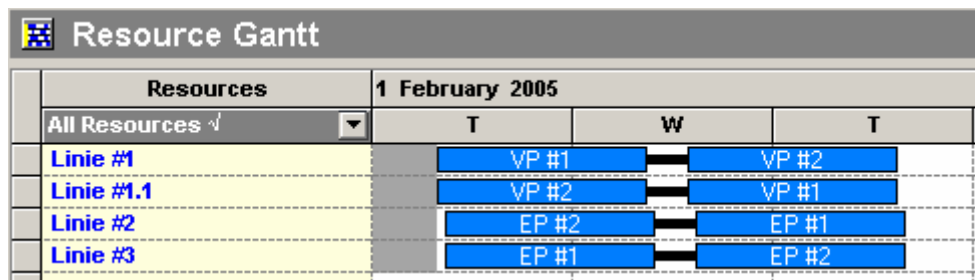 Resource Gantt
Resources 1 February 2005
All Resources √ T W T
Linie #1 VP #1 VP #2
Linie #1.1 VP #2 VP #1
Linie #2 EP #2 EP #1
Linie #3 EP #1 EP #2